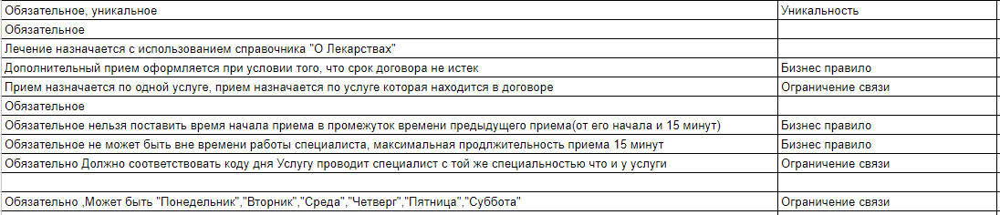 Обязательное, уникальное Уникальность
Обязательное
Лечение назначается с использованием справочника "О Лекарствах"
Дополнительный прием оформляется при условии того, что срок договора не истек Бизнес правило
Прием назначается по одной услуге, прием назначается по услуге которая находится в договоре Ограничение связи
Обязательное
Обязательное нельзя поставить время начала приема в промежуток времени предыдущего приема(от его начала и 15 минут) Бизнес правило
Обязательное не может быть вне времени работы специалиста, максимальная продлжительность приема 15 минут Бизнес правило
Обязательно Должно соответствовать коду дня Услугу проводит специалист с той же специальностью что и у услуги Ограничение связи
Обязательно ,Может быть "Понедельник","Вторник","Среда","Четверг","Пятница","Суббота" Ограничение связи